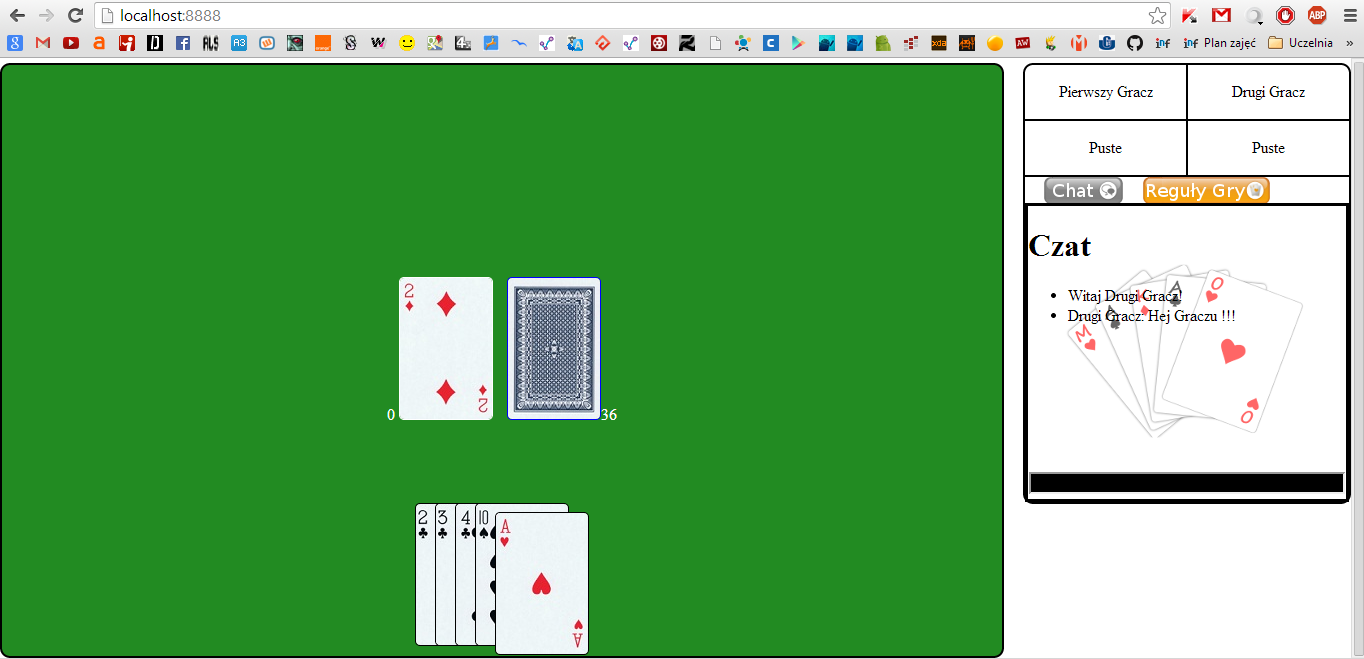 localhost:8888
Plan zajęć
Uczelnia
»
Pierwszy Gracz
Drugi Gracz
Puste
Puste
Chat
Reguły Gry
Czat
Witaj Drugi Gracz!
Drugi Gracz: Hej Graczu !!!
2
2
0
36
2
3
4
10
A
A
M
K
A
A
O
O